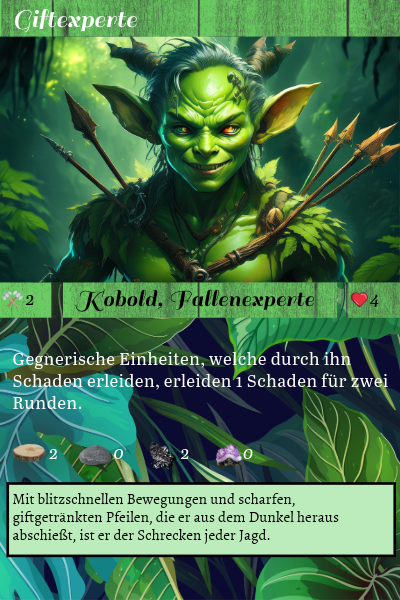 Giftexperte
2
Kobold, Fallenexperte
4
Gegnerische Einheiten, welche durch ihn
Schaden erleiden, erleiden 1 Schaden für zwei
Runden.
2 0 2 0
Mit blitzschnellen Bewegungen und scharfen,
giftgetränkten Pfeilen, die er aus dem Dunkel heraus
abschießt, ist er der Schrecken jeder Jagd.